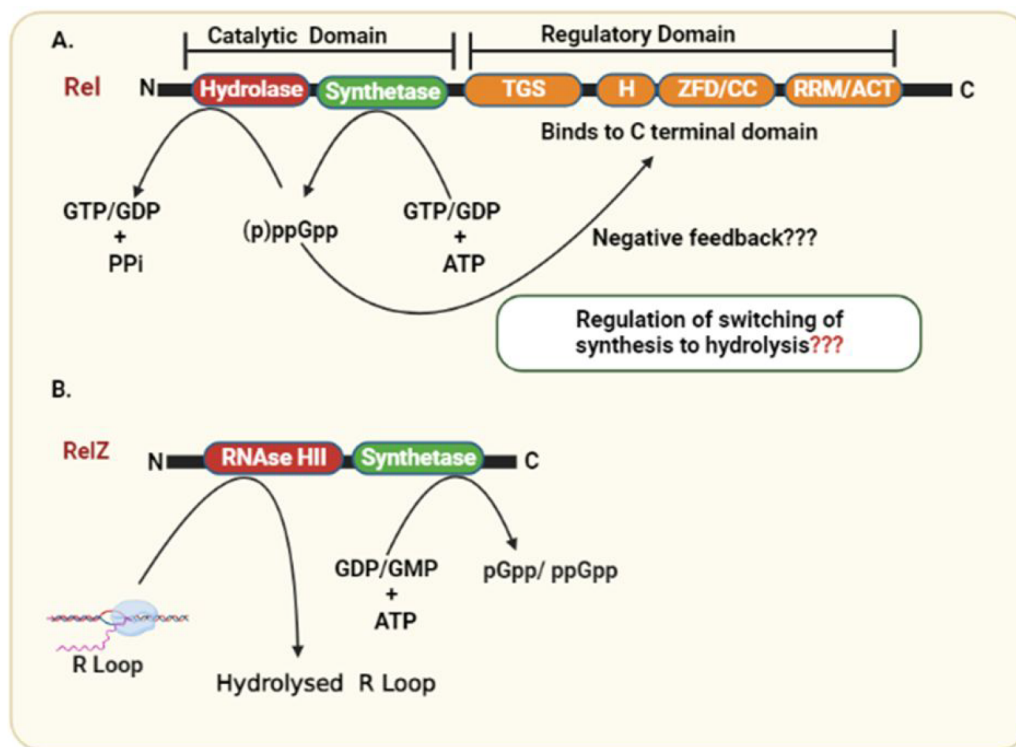 A.
Catalytic Domain
Regulatory Domain
Rel
N
Hydrolase
Synthetase
TGS
H
ZFD/CC
RRM/ACT
C
Binds to C terminal domain
GTP/GDP
+
PPi
(p)ppGpp
GTP/GDP
+
ATP
Negative feedback???
Regulation of switching of
synthesis to hydrolysis???
B.
RelZ
N
RNAse HII
Synthetase
C
GDP/GMP
+
ATP
pGpp/ ppGpp
R Loop
Hydrolysed R Loop